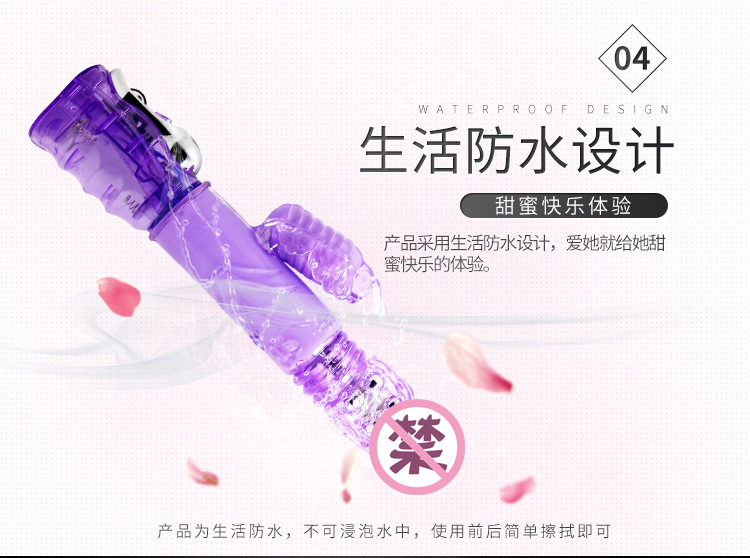 04
WATERPROOF DESIGN
生活防水设计
甜蜜快乐体验
产品采用生活防水设计，爱她就给她甜
蜜快乐的体验。
禁
产品为生活防水，不可浸泡水中，使用前后简单擦拭即可